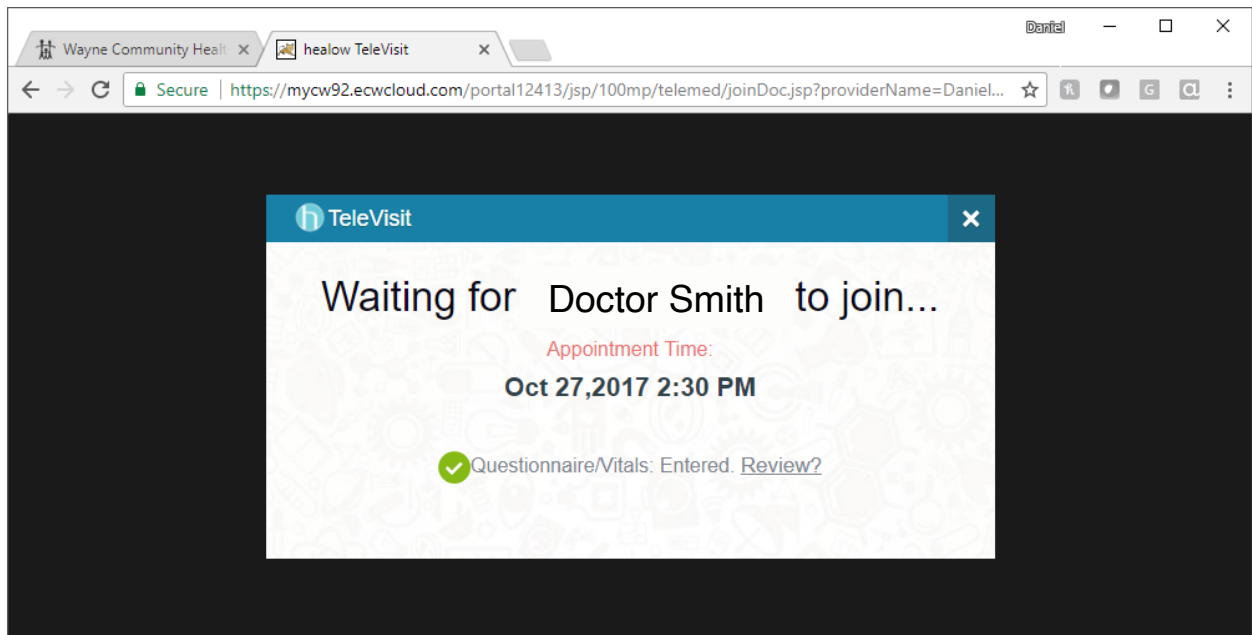 Daniel
Wayne Community Healt
healow TeleVisit
Secure https://mycw92.ecwcloud.com/portal12413/jsp/100mp/telemed/joinDoc.jsp?providerName=Daniel...
h TeleVisit
Waiting for Doctor Smith to join...
Appointment Time:
Oct 27,2017 2:30 PM
Questionnaire/Vitals: Entered. Review?